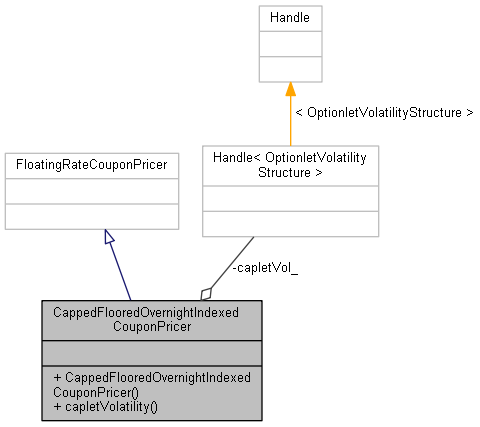 Handle
< OptionletVolatilityStructure >
FloatingRateCouponPricer
Handle< OptionletVolatility
Structure >
-capletVol_
CappedFlooredOvernightIndexed
CouponPricer
+ CappedFlooredOvernightIndexed
CouponPricer()
+ capletVolatility()